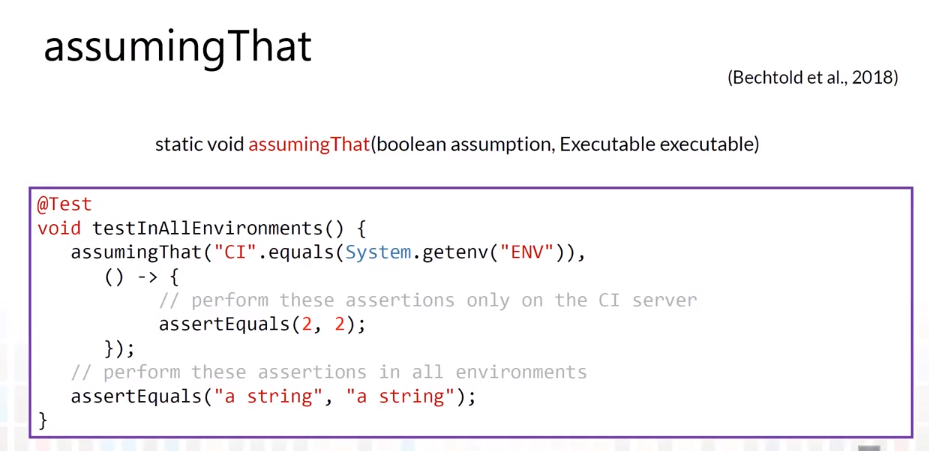 assumingThat
(Bechtold et al., 2018)
static void assumingThat(boolean assumption, Executable executable)
@Test
void testInAllEnvironments() {
assumingThat("CI".equals(System.getenv("ENV")),
() -> {
// perform these assertions only on the CI server
assertEquals(2, 2);
});
// perform these assertions in all environments
assertEquals("a string", "a string");
}